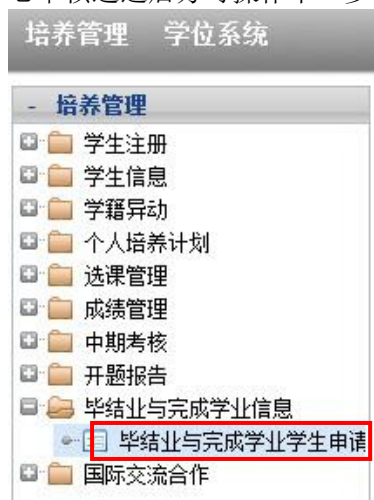 培养管理 学位系统
- 培养管理
学生注册
学生信息
学籍异动
个人培养计划
选课管理
成绩管理
中期考核
开题报告
毕结业与完成学业信息
毕结业与完成学业学生申请
国际交流合作